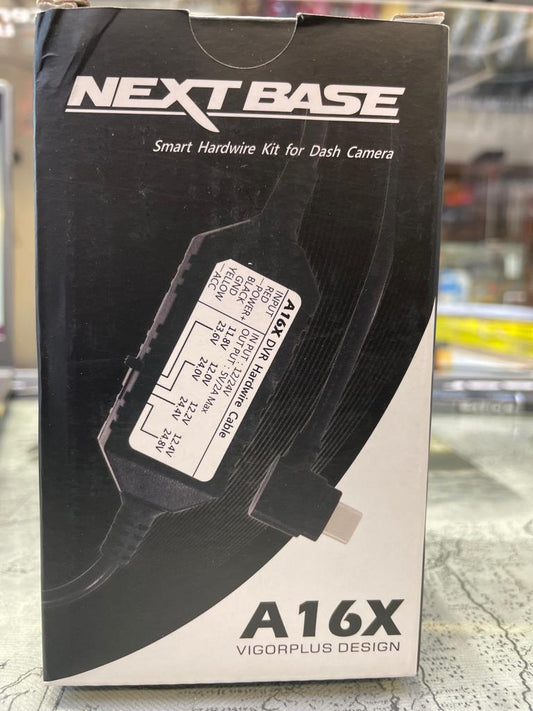 NEXTBASE
Smart Hardwire Kit for Dash Camera
A16X DVR Hardwire Cable
INPUT : 12/24V
OUTPUT : 5V/2A Max
INPUT
RED —POWER+
BLACK —GND
YELLOW —ACC
11.8V 12.0V 12.2V 12.4V
23.6V 24.0V 24.4V 24.8V
A16X
VIGORPLUS DESIGN